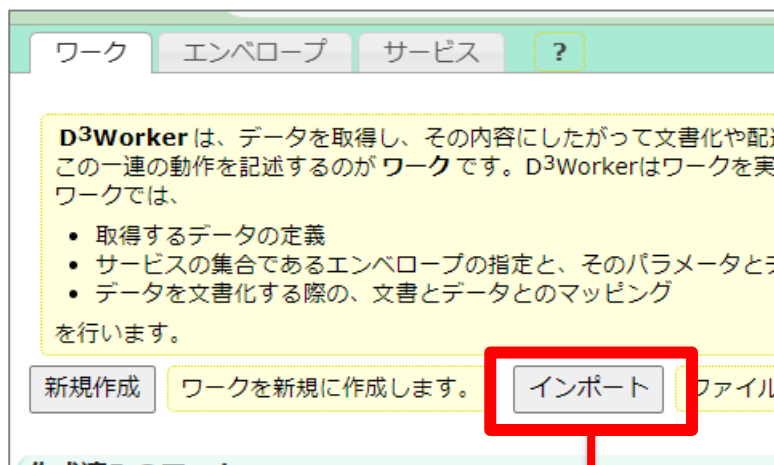 ワーク エンベロープ サービス ?
D3Worker は、データを取得し、その内容にしたがって文書化や配
この一連の動作を記述するのが ワーク です。D3Workerはワークを実
ワークでは、
• 取得するデータの定義
• サービスの集合であるエンベロープの指定と、そのパラメータと
• データを文書化する際の、文書とデータとのマッピング
を行います。
新規作成 ワークを新規に作成します。 インポート ファイル